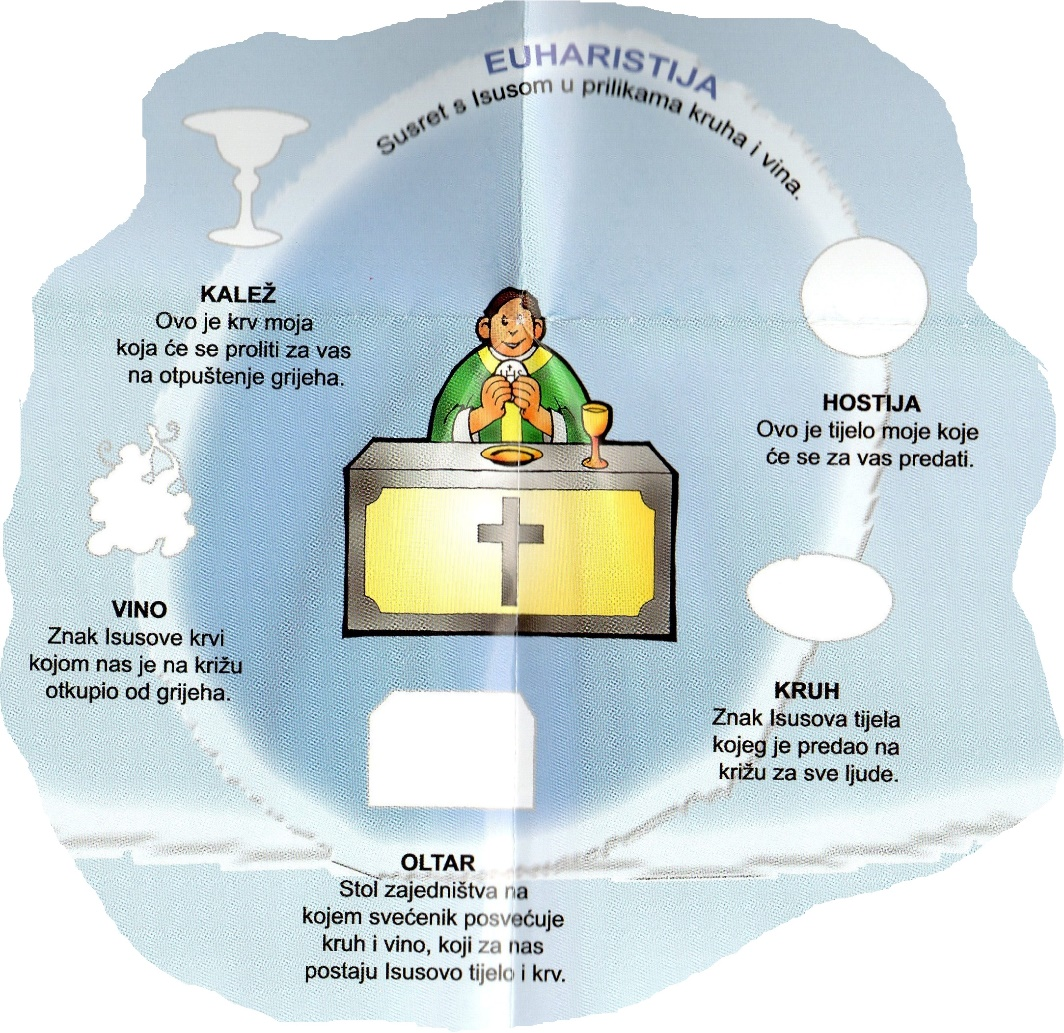 EUHARISTIJA
Susret s Isusom u prilikama kruha i vina.
KALEŽ
Ovo je krv moja
koja će se proliti za vas
na otpuštenje grijeha.
HOSTIJA
Ovo je tijelo moje koje
će se za vas predati.
VINO
Znak Isusove krvi
kojom nas je na križu
otkupio od grijeha.
KRUH
Znak Isusova tijela
kojeg je predao na
križu za sve ljude.
OLTAR
Stol zajedništva na
kojem svećenik posvećuje
kruh i vino, koji za nas
postaju Isusovo tijelo i krv.